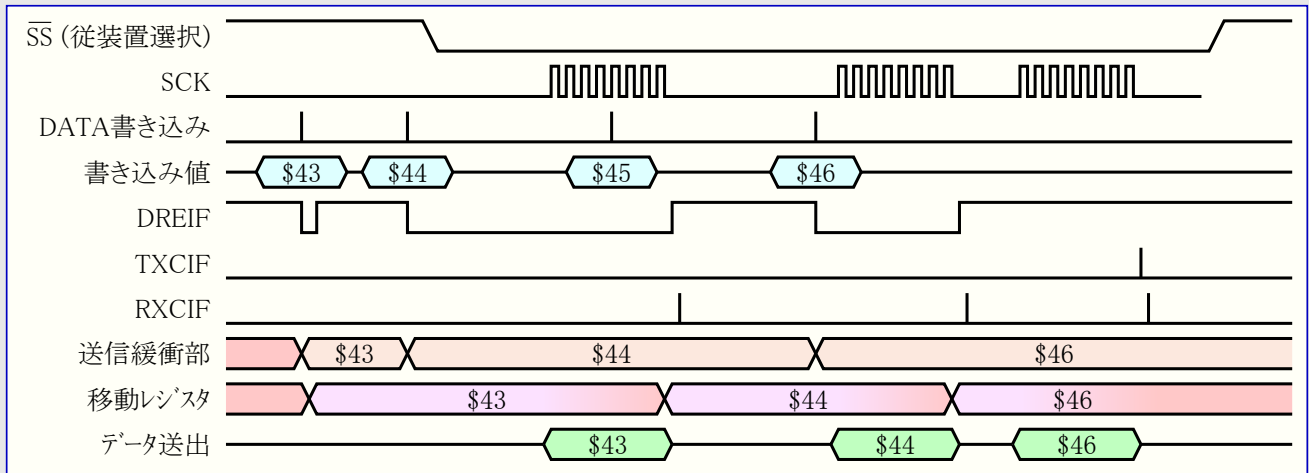 SS (従装置選択)
SCK
DATA書き込み
書き込み値 $43 $44 $45 $46
DREIF
TXCIF
RXCIF
送信緩衝部 $43 $44 $46
移動レジスタ $43 $44 $46
データ送出 $43 $44 $46